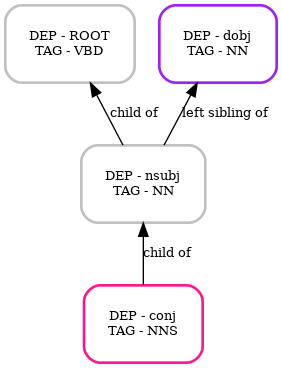 DEP - ROOT
TAG - VBD
DEP - dobj
TAG - NN
child of
left sibling of
DEP - nsubj
TAG - NN
child of
DEP - conj
TAG - NNS